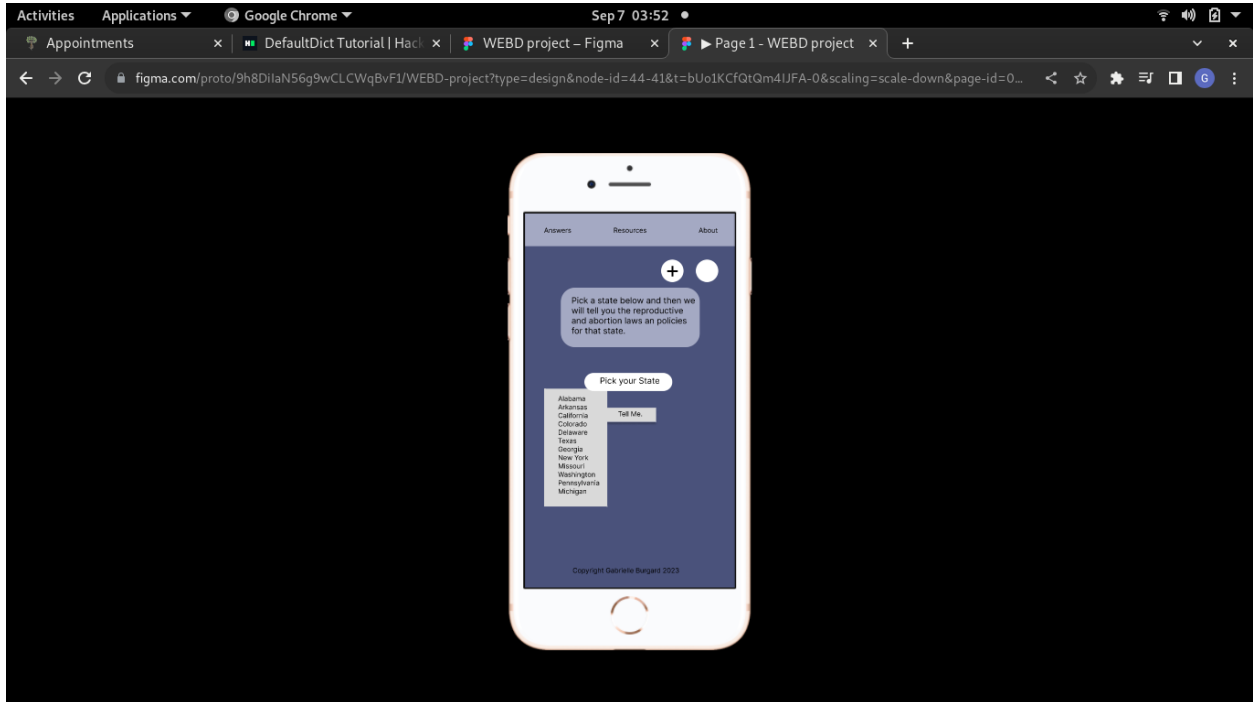 Activities Applications Google Chrome Sep 7 03:52
Appointments DefaultDict Tutorial | Hack WEBD project – Figma ▶ Page 1 - WEBD project
figma.com/proto/9h8DiIaN56g9wCLCWqBvF1/WEBD-project?type=design&node-id=44-41&t=bUo1KCfQtQm4IJFA-0&scaling=scale-down&page-id=0... G
Answers Resources About
Pick a state below and then we
will tell you the reproductive
and abortion laws an policies
for that state.
Pick your State
Alabama
Arkansas
California
Colorado
Delaware
Texas
Georgia
New York
Missouri
Washington
Pennsylvania
Michigan
Tell Me.
Copyright Gabrielle Burgard 2023